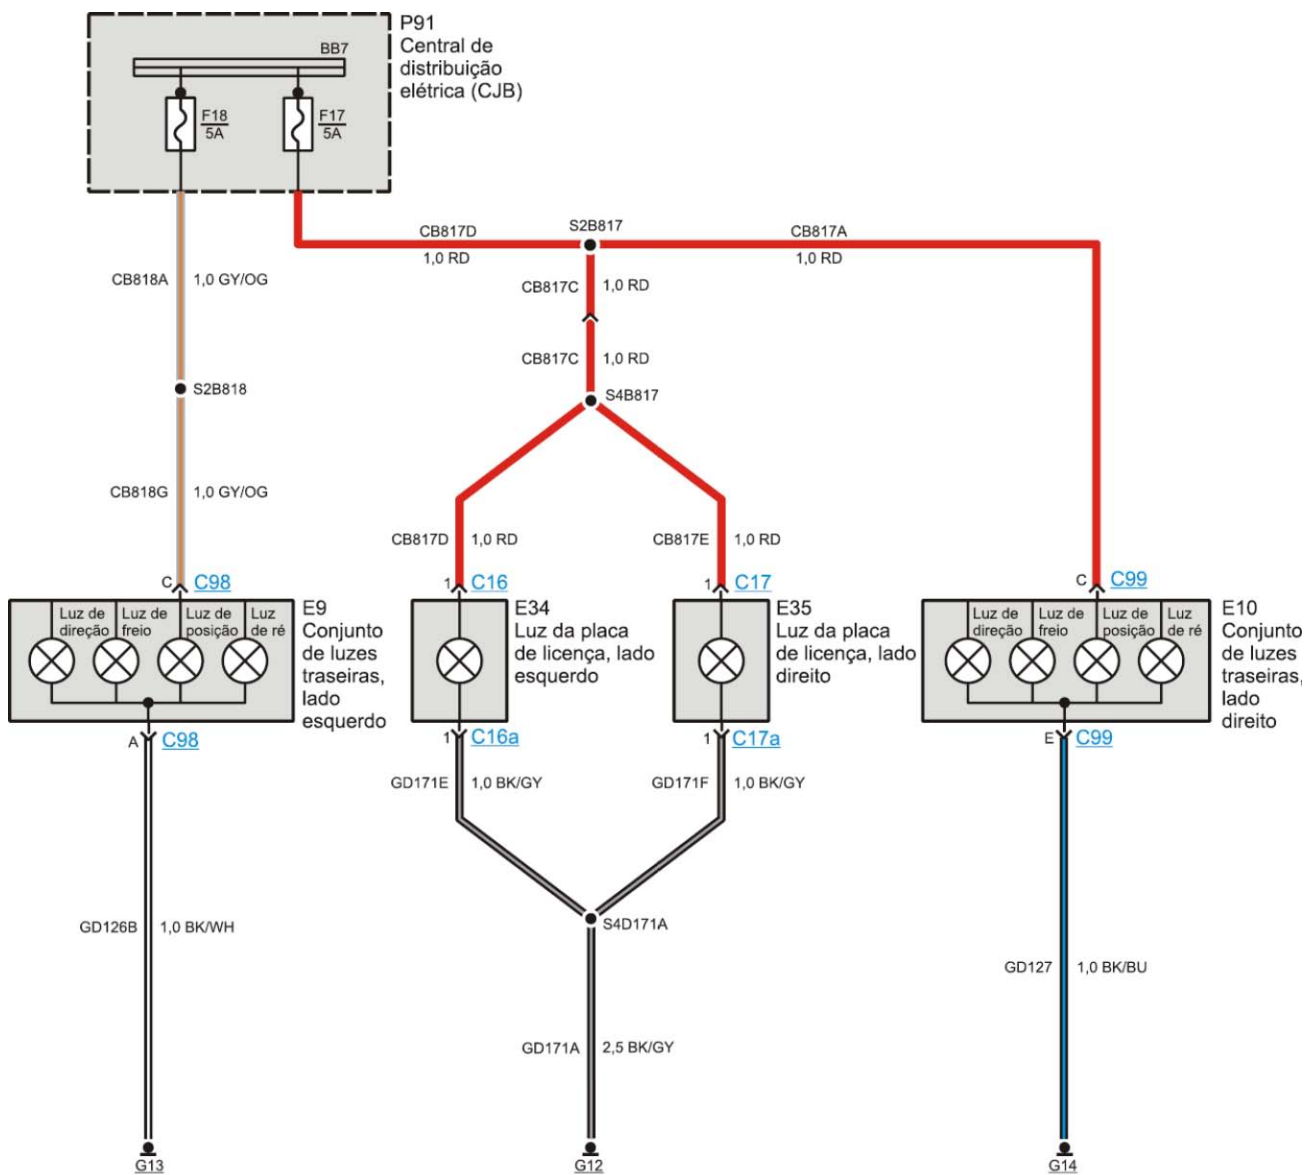 P91
Central de
distribuição
elétrica (CJB)
BB7
F18
5A
F17
5A
S2B817
CB817D
1,0 RD
CB817A
1,0 RD
CB818A 1,0 GY/OG
CB817C 1,0 RD
CB817C 1,0 RD
S2B818
S4B817
CB818G 1,0 GY/OG
CB817D 1,0 RD
CB817E 1,0 RD
C C98
1 C16
1 C17
C C99
Luz de
direção
Luz de
freio
Luz de
posição
Luz
de ré
E9
Conjunto
de luzes
traseiras,
lado
esquerdo
E34
Luz da placa
de licença, lado
esquerdo
E35
Luz da placa
de licença, lado
direito
Luz de
direção
Luz de
freio
Luz de
posição
Luz
de ré
E10
Conjunto
de luzes
traseiras,
lado
direito
A C98
1 C16a
1 C17a
E C99
GD171E 1,0 BK/GY
GD171F 1,0 BK/GY
GD126B 1,0 BK/WH
S4D171A
GD127 1,0 BK/BU
GD171A 2,5 BK/GY
G13
G12
G14